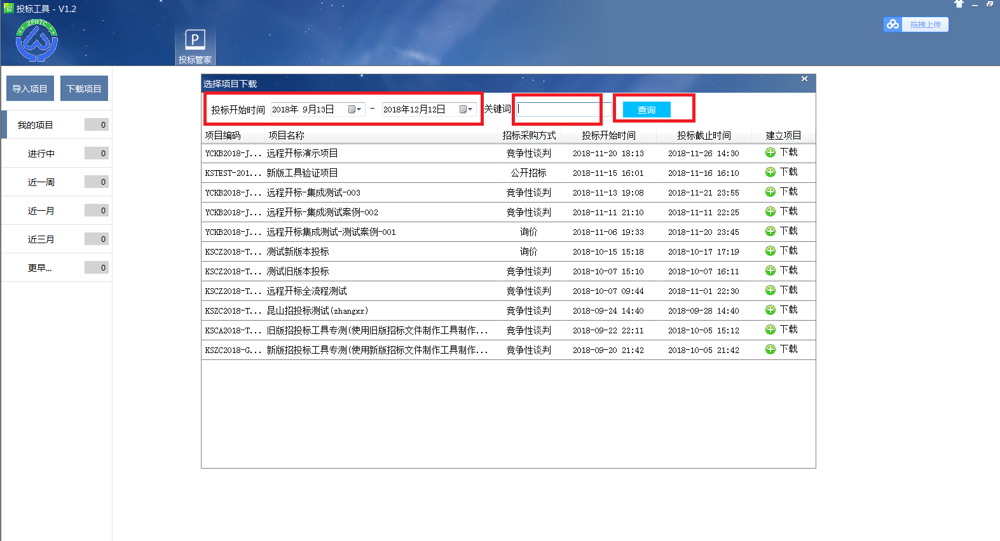 投标工具 - V1.2
ZPRTC
P
投标管家
拖拽上传
导入项目 下载项目
我的项目 0
进行中 0
近一周 0
近一月 0
近三月 0
更早... 0
选择项目下载
投标开始时间 2018年 9月13日 - 2018年12月12日 关键词 查询
项目编码 项目名称 招标采购方式 投标开始时间 投标截止时间 建立项目
YCKB2018-J... 远程开标演示项目 竞争性谈判 2018-11-20 18:13 2018-11-26 14:30 下载
KSTEST-201... 新版工具验证项目 公开招标 2018-11-15 16:01 2018-11-16 16:10 下载
YCKB2018-J... 远程开标-集成测试-003 竞争性谈判 2018-11-13 19:08 2018-11-21 23:55 下载
YCKB2018-J... 远程开标-集成测试案例-002 竞争性谈判 2018-11-11 21:10 2018-11-11 22:25 下载
YCKB2018-J... 远程开标集成测试-测试案例-001 询价 2018-11-06 19:33 2018-11-20 23:45 下载
KSCZ2018-T... 测试新版本投标 询价 2018-10-15 15:18 2018-10-17 17:19 下载
KSCZ2018-T... 测试旧版本投标 竞争性谈判 2018-10-07 15:10 2018-10-07 16:11 下载
KSCZ2018-T... 远程开标全流程测试 竞争性谈判 2018-10-07 09:44 2018-11-01 22:30 下载
KSZC2018-T... 昆山招投标测试(zhangxr) 竞争性谈判 2018-09-24 14:40 2018-09-28 14:40 下载
KSCA2018-T... 旧版招投标工具专测(使用旧版招标文件制作工具制作... 竞争性谈判 2018-09-22 22:11 2018-10-05 15:12 下载
KSZC2018-G... 新版招投标工具专测(使用新版招标文件制作工具制作... 竞争性谈判 2018-09-20 21:42 2018-10-05 21:42 下载